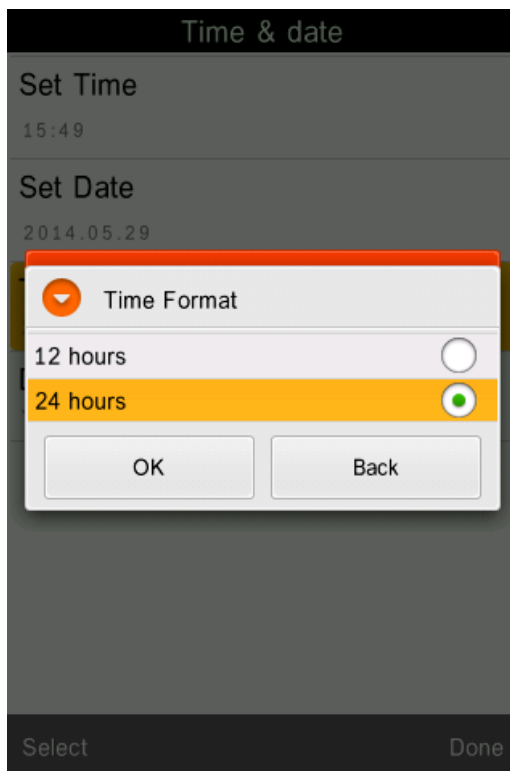 Time & date
Set Time
15:49
Set Date
2014.05.29
Time Format
12 hours
24 hours
OK
Back
Select
Done